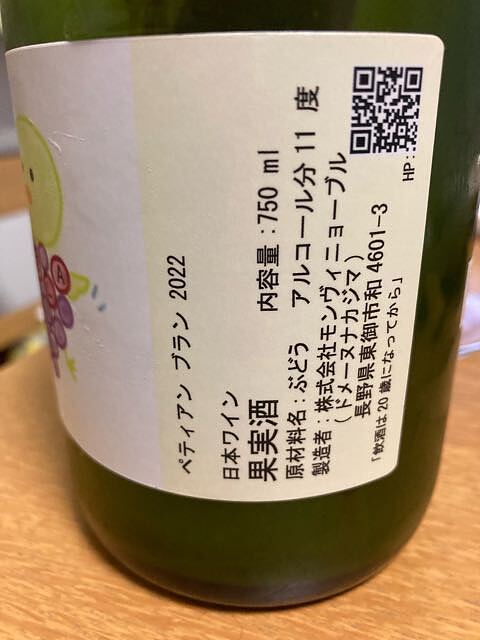 ペティアン ブラン 2022
日本ワイン
果実酒 内容量:750 ml
原材料名:ぶどう アルコール分 11 度
製造者:株式会社モンヴィニョーブル
(ドメーヌナカジマ)
長野県東御市和 4601-3
「飲酒は20歳になってから」
HP:
A